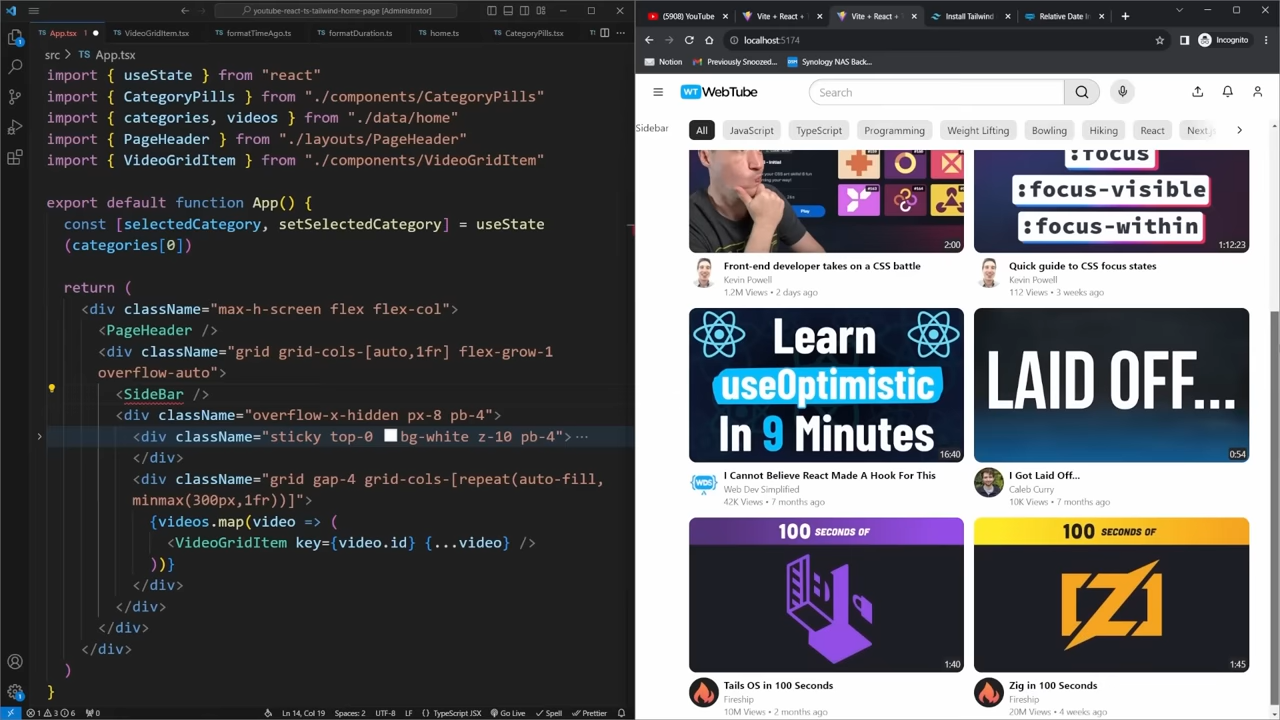 youtube-react-ts-tailwind-home-page [Administrator]
App.tsx 1
VideoGridItem.tsx
formatTimeAgo.ts
formatDuration.ts
home.ts
CategoryPills.tsx
src > App.tsx
import { useState } from "react"
import { CategoryPills } from "./components/CategoryPills"
import { categories, videos } from "./data/home"
import { PageHeader } from "./layouts/PageHeader"
import { VideoGridItem } from "./components/VideoGridItem"
export default function App() {
const [selectedCategory, setSelectedCategory] = useState
(categories[0])
return (
<div className="max-h-screen flex flex-col">
<PageHeader />
<div className="grid grid-cols-[auto,1fr] flex-grow-1
overflow-auto">
<SideBar />
<div className="overflow-x-hidden px-8 pb-4">
<div className="sticky top-0 bg-white z-10 pb-4"> ···
</div>
<div className="grid gap-4 grid-cols-[repeat(auto-fill,
minmax(300px,1fr))]">
{videos.map(video => (
<VideoGridItem key={video.id} {...video} />
))}
</div>
</div>
</div>
</div>
)
}
1 3 6 0
Ln 14, Col 19
Spaces: 2
UTF-8
LF
{} TypeScript JSX
Go Live
Spell
Prettier
(5908) YouTube
Vite + React +
Vite + React +
Install Tailwind
Relative Date
localhost:5174
Incognito
Notion
Previously Snoozed...
Synology NAS Back...
WT WebTube
Search
Sidebar
All
JavaScript
TypeScript
Programming
Weight Lifting
Bowling
Hiking
React
Next.js
Play
2:00
:focus
:focus-visible
:focus-within
1:12:23
Front-end developer takes on a CSS battle
Kevin Powell
1.2M Views • 2 days ago
Quick guide to CSS focus states
Kevin Powell
112 Views • 3 weeks ago
Learn
useOptimistic
In 9 Minutes
16:40
LAID OFF...
0:54
WDS
I Cannot Believe React Made A Hook For This
Web Dev Simplified
42K Views • 7 months ago
I Got Laid Off...
Caleb Curry
10K Views • 7 months ago
100 SECONDS OF
1:40
100 SECONDS OF
1:45
Tails OS in 100 Seconds
Fireship
10M Views • 2 months ago
Zig in 100 Seconds
Fireship
20M Views • 4 weeks ago